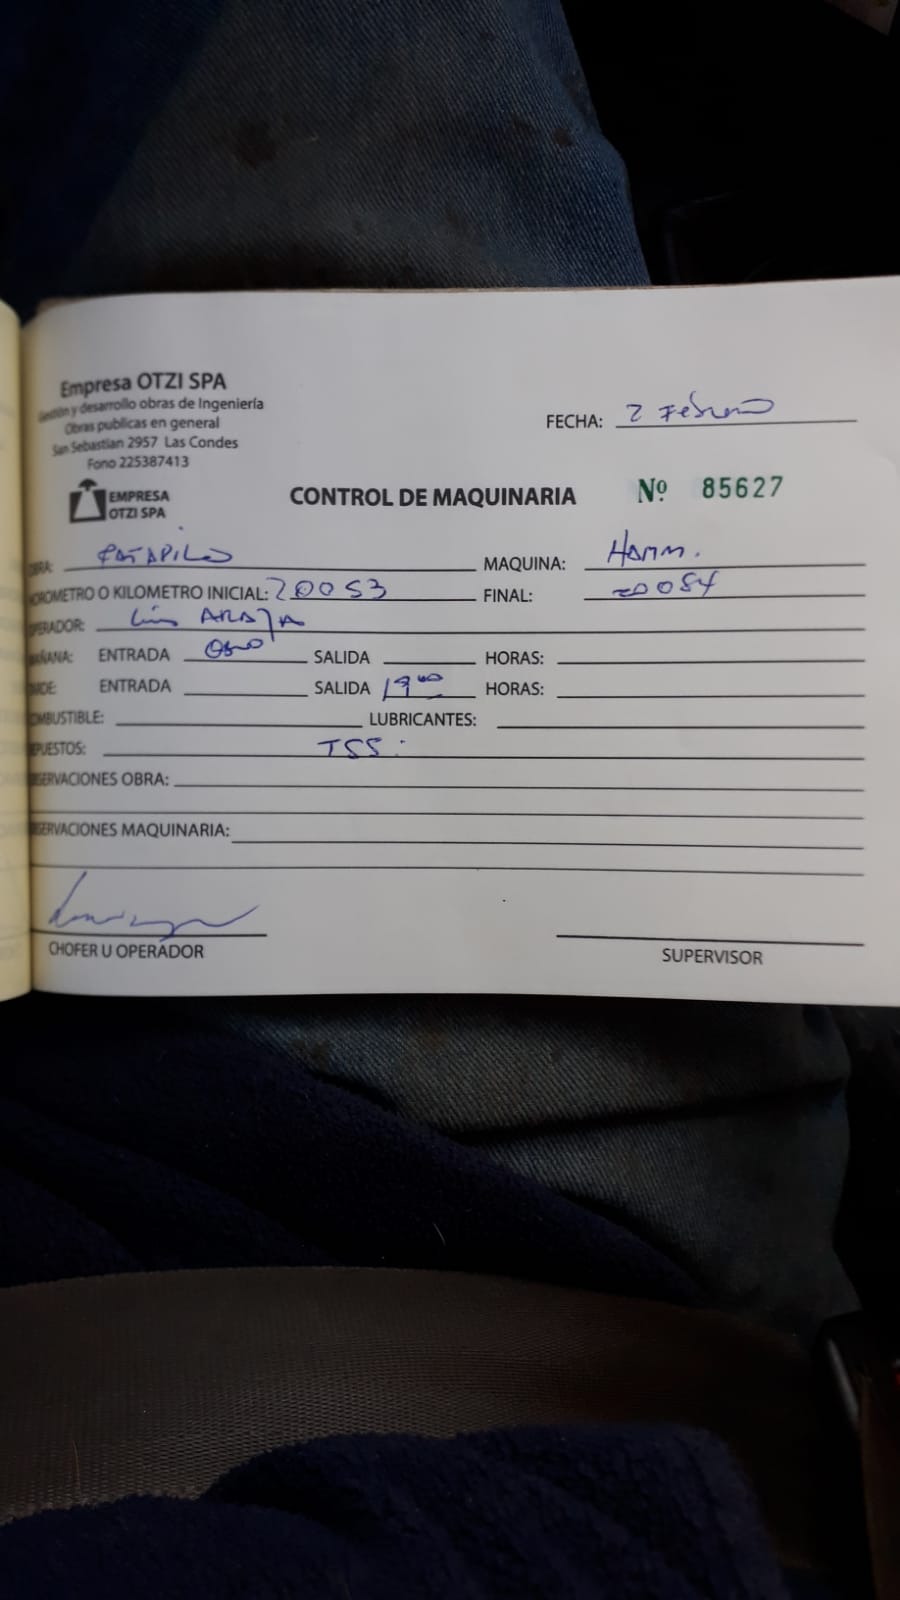 Empresa OTZI SPA
Gestión y desarrollo obras de Ingeniería
Obras publicas en general
San Sebastian 2957 Las Condes
Fono 225387413
FECHA: 2 Febrero
EMPRESA
OTZI SPA
CONTROL DE MAQUINARIA Nº 85627
OBRA: MAQUINA: HAMM.
HOROMETRO O KILOMETRO INICIAL: 20053 FINAL: 20054
OPERADOR: Luis ARAYA
MAÑANA: ENTRADA SALIDA HORAS:
TARDE: ENTRADA SALIDA 19 00 HORAS:
COMBUSTIBLE: LUBRICANTES:
REPUESTOS: TSS.
OBSERVACIONES OBRA:
OBSERVACIONES MAQUINARIA:
CHOFER U OPERADOR
SUPERVISOR